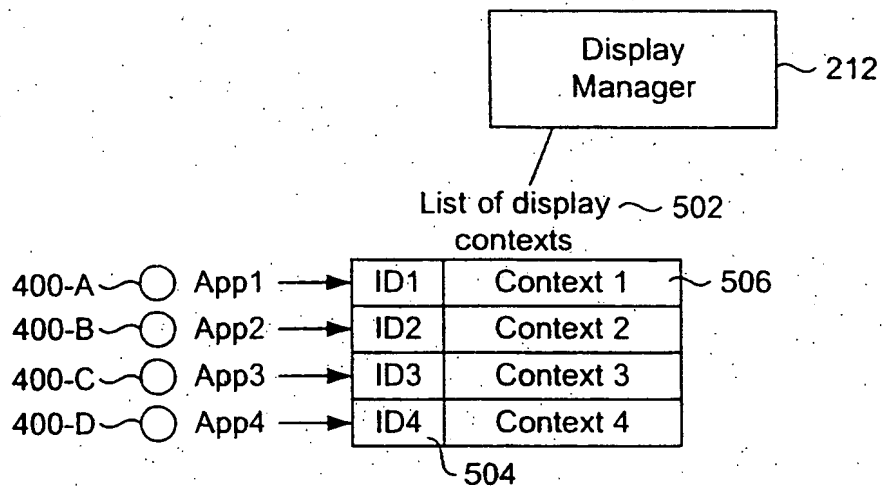 Display
Manager
212
List of display
contexts
502
400-A App1 ID1 Context 1 506
400-B App2 ID2 Context 2
400-C App3 ID3 Context 3
400-D App4 ID4 Context 4
504